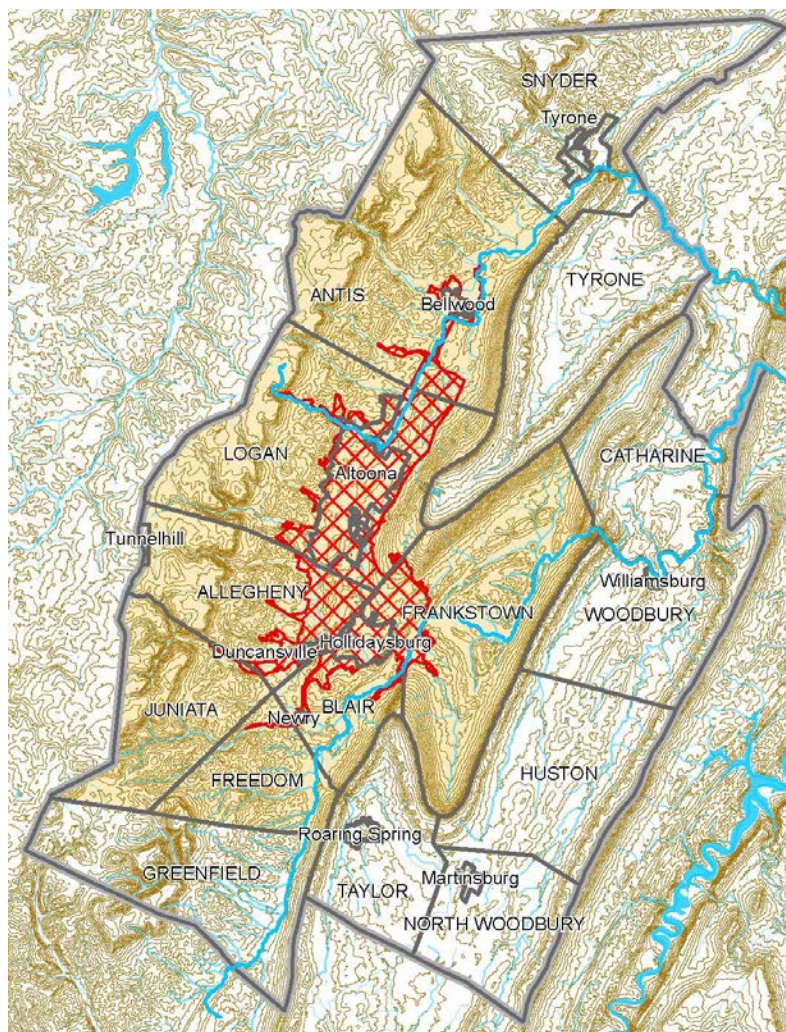 SNYDER
Tyrone
TYRONE
ANTIS
Bellwood
LOGAN
CATHARINE
Altoona
Tunnelhill
Williamsburg
ALLEGHENY
FRANKSTOWN
WOODBURY
Hollidaysburg
Duncansville
JUNIATA
BLAIR
Newry
HUSTON
FREEDOM
Roaring Spring
GREENFIELD
Martinsburg
TAYLOR
NORTH WOODBURY